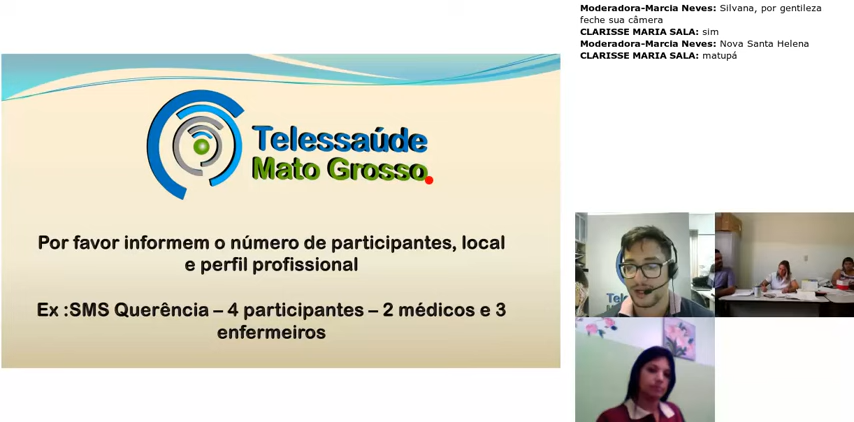 Moderadora-Marcia Neves: Silvana, por gentileza
feche sua câmera
CLARISSE MARIA SALA: sim
Moderadora-Marcia Neves: Nova Santa Helena
CLARISSE MARIA SALA: matupá
Telessaúde
Mato Grosso
Por favor informem o número de participantes, local
e perfil profissional
Ex :SMS Querência – 4 participantes – 2 médicos e 3
enfermeiros